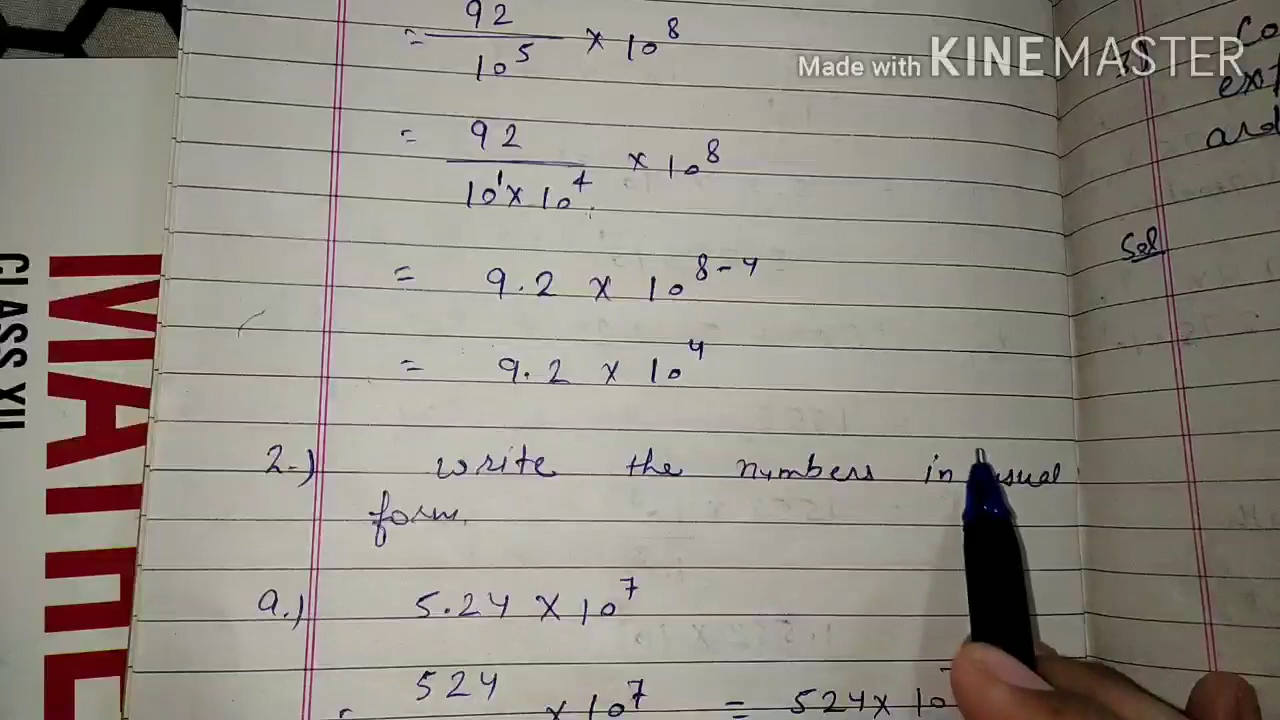 = 92/10^5 × 10^8
Made with KINEMASTER
= 92/10^1 × 10^4 × 10^8
= 9.2 × 10^8-4
= 9.2 × 10^4
2.) Write the numbers in usual
form.
a.) 5.24 × 10^7
524 × 10^7 = 524 × 10
Sol
CLASS XII